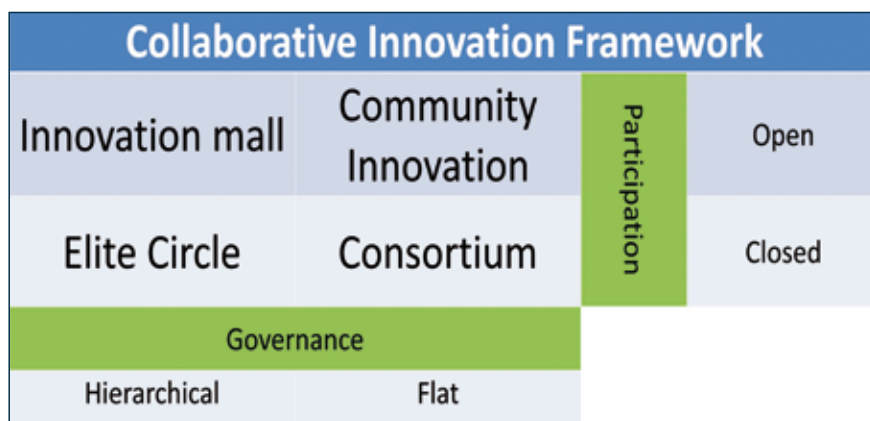 Collaborative Innovation Framework
Innovation mall
Community
Innovation
Participation
Open
Elite Circle
Consortium
Closed
Governance
Hierarchical
Flat